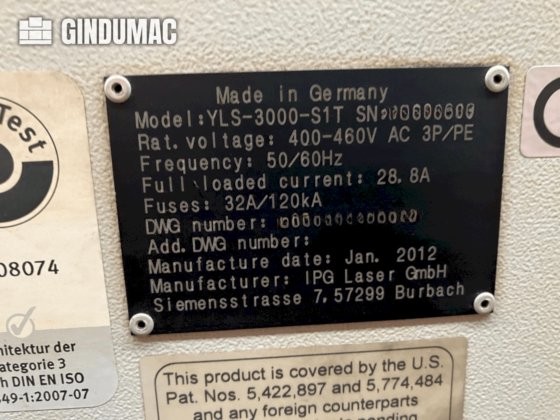 GINDUMAC
Test
Made in Germany
Model:YLS-3000-S1T SN:
Rat. voltage: 400-460V AC 3P/PE
Frequency: 50/60Hz
Full loaded current: 28.8A
Fuses: 32A/120kA
DWG number:
Add. DWG number:
Manufacture date: Jan. 2012
Manufacturer: IPG Laser GmbH
Siemensstrasse 7, 57299 Burbach
08074
hitektur der
ategorie 3
h DIN EN ISO
849-1:2007-07
This product is covered by the U.S.
Pat. Nos. 5,422,897 and 5,774,484
and any foreign counterparts
pending